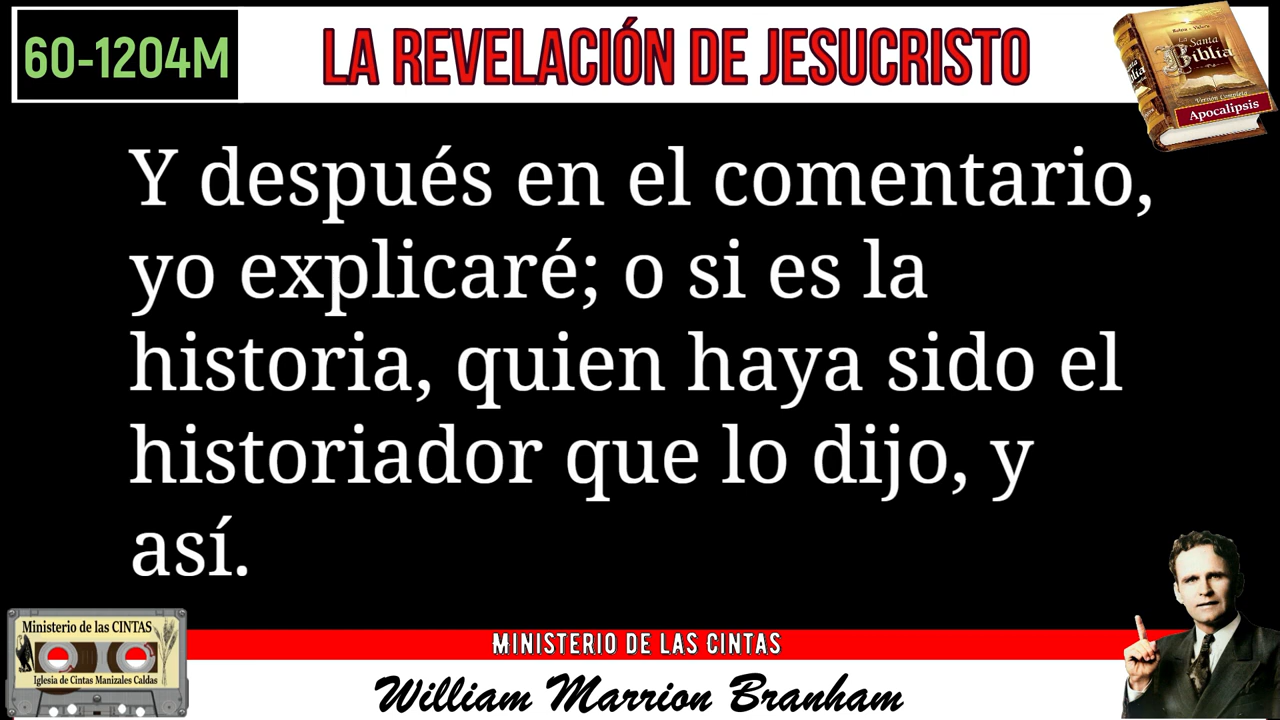 60-1204M
LA REVELACIÓN DE JESUCRISTO
La Santa
Biblia
Apocalipsis
Y después en el comentario,
yo explicaré; o si es la
historia, quien haya sido el
historiador que lo dijo, y
así.
Ministerio de las CINTAS
Iglesia de Cintas Manizales Caldas
MINISTERIO DE LAS CINTAS
William Marrion Branham